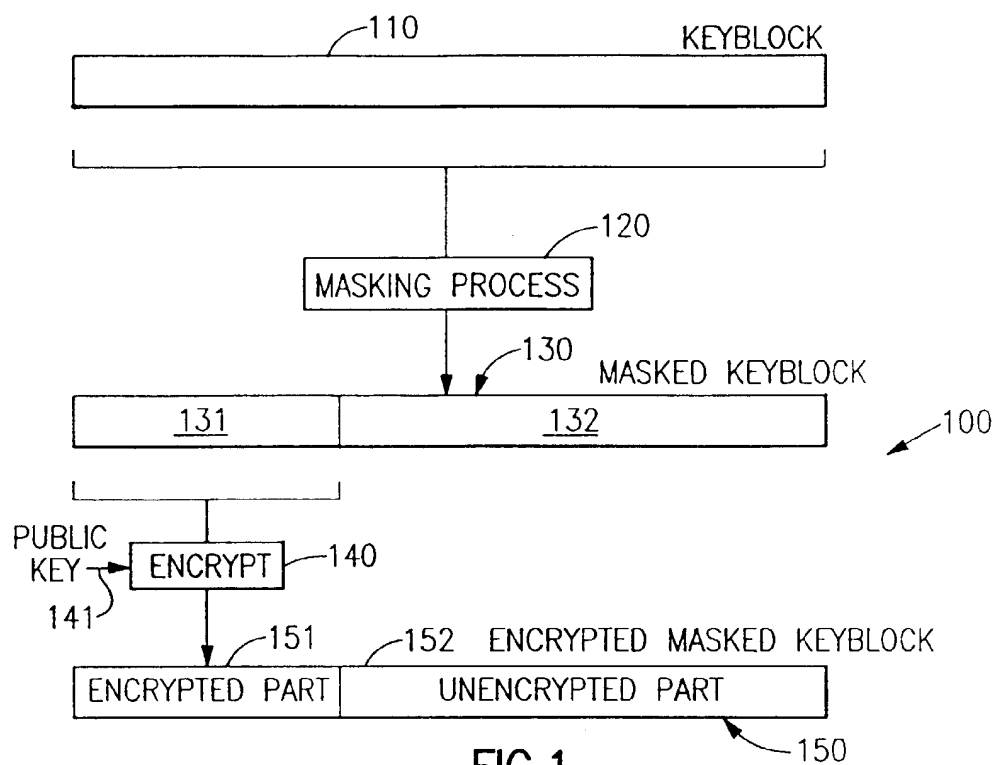 110
KEYBLOCK
120
MASKING PROCESS
130
MASKED KEYBLOCK
131 132
100
PUBLIC
KEY
141
ENCRYPT
140
151 152 ENCRYPTED MASKED KEYBLOCK
ENCRYPTED PART UNENCRYPTED PART
150
FIG. 1